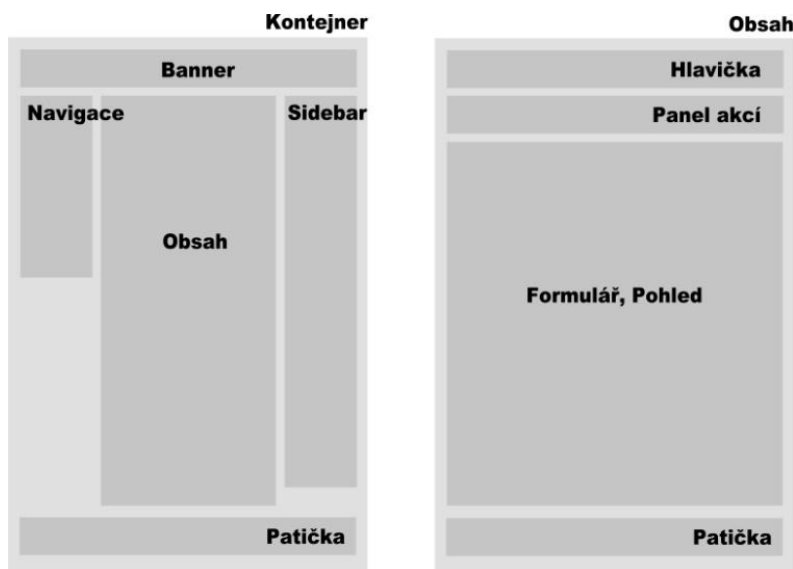 Kontejner
Banner
Navigace
Sidebar
Obsah
Patička
Obsah
Hlavička
Panel akcí
Formulář, Pohled
Patička